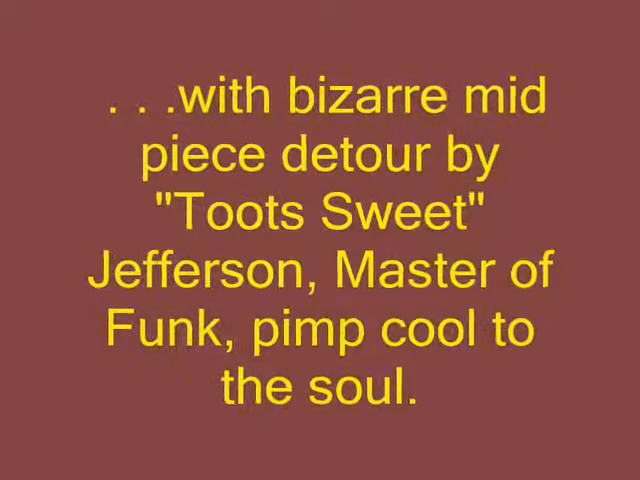 . . .with bizarre mid
piece detour by
"Toots Sweet"
Jefferson, Master of
Funk, pimp cool to
the soul.